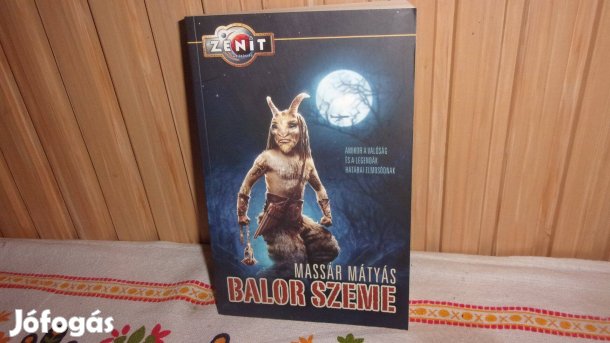 ZENIT
AMIKOR A VALÓSÁG
ÉS A LEGENDÁK
HATÁRAI ELMOSÓDNAK
MASSÁR MÁTYÁS
BALOR SZEME
Jófogás